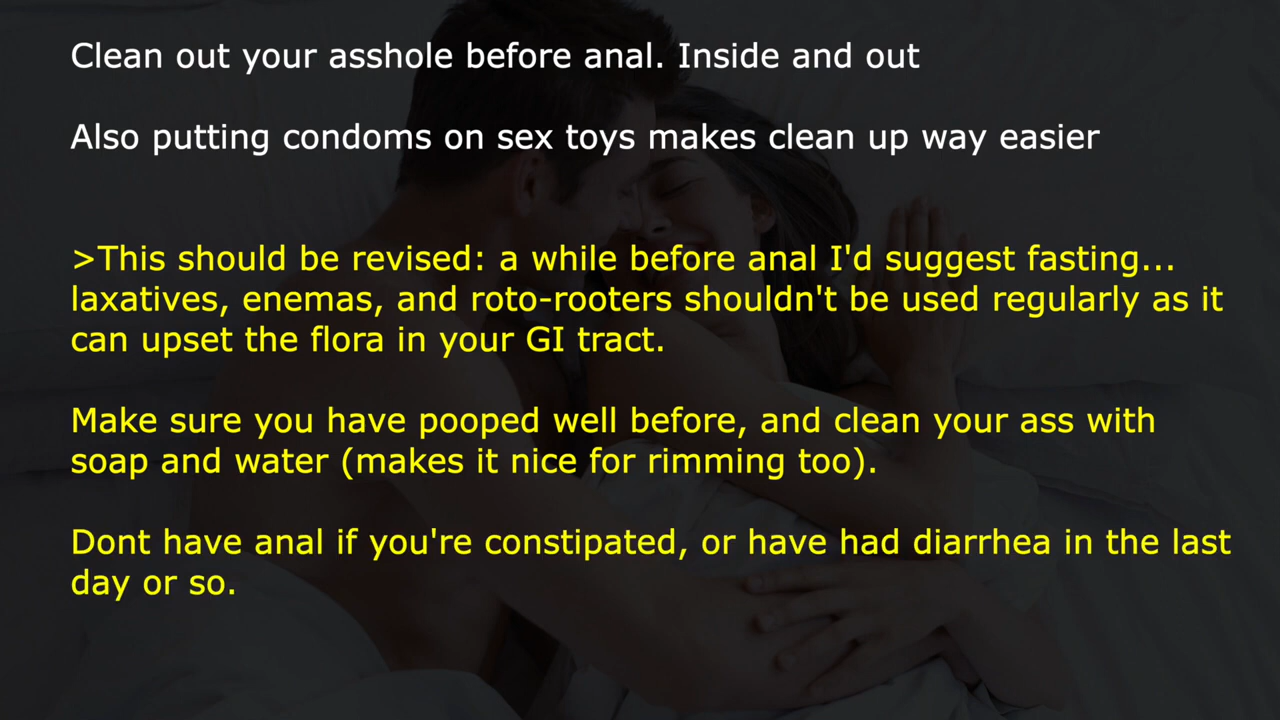 Clean out your asshole before anal. Inside and out
Also putting condoms on sex toys makes clean up way easier
>This should be revised: a while before anal I'd suggest fasting...
laxatives, enemas, and roto-rooters shouldn't be used regularly as it
can upset the flora in your GI tract.
Make sure you have pooped well before, and clean your ass with
soap and water (makes it nice for rimming too).
Dont have anal if you're constipated, or have had diarrhea in the last
day or so.